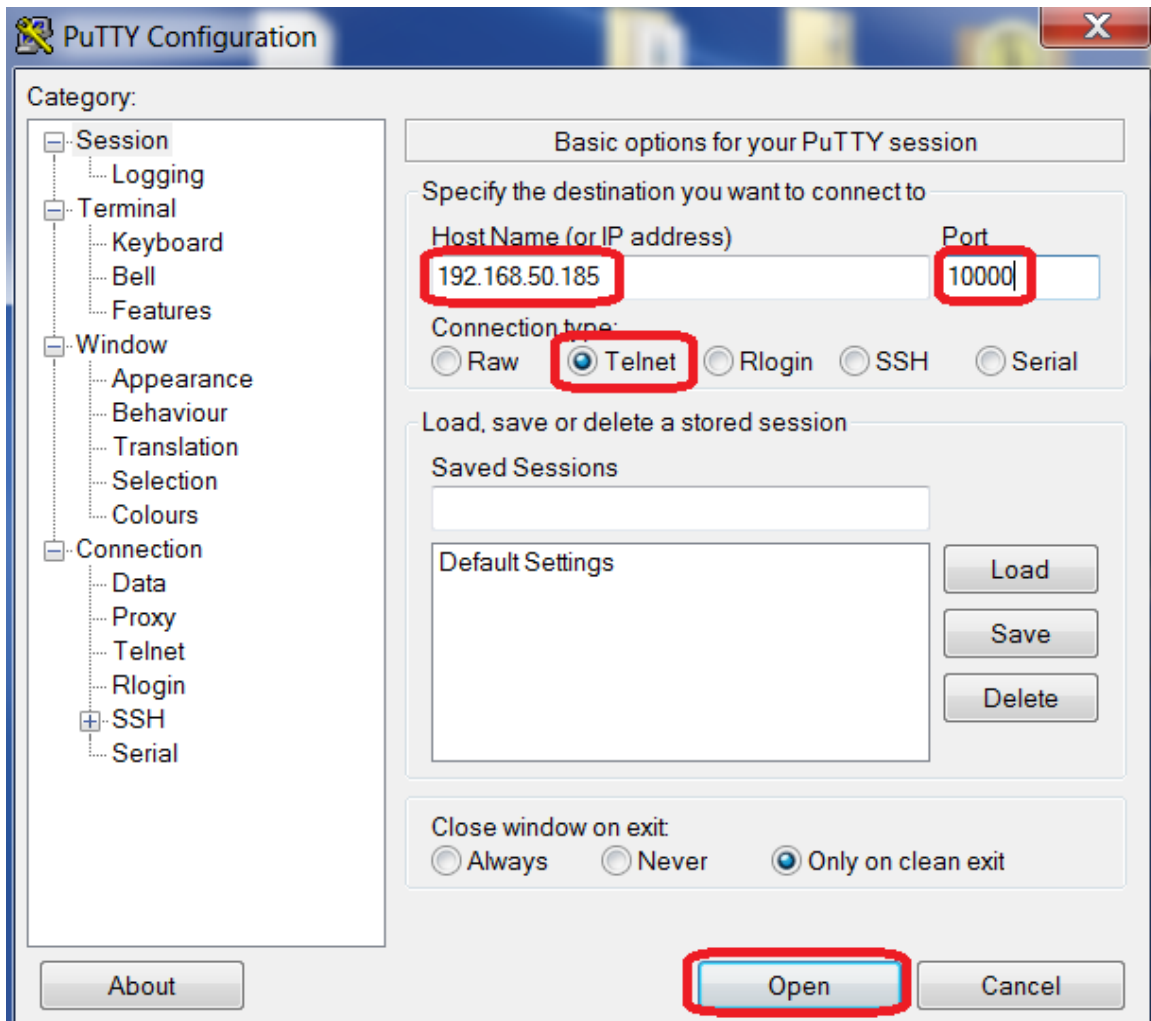 PuTTY Configuration
X
Category:
Session
Logging
Terminal
Keyboard
Bell
Features
Window
Appearance
Behaviour
Translation
Selection
Colours
Connection
Data
Proxy
Telnet
Rlogin
SSH
Serial
Basic options for your PuTTY session
Specify the destination you want to connect to
Host Name (or IP address) Port
192.168.50.185 10000
Connection type:
Raw Telnet Rlogin SSH Serial
Load, save or delete a stored session
Saved Sessions
Default Settings
Load
Save
Delete
Close window on exit:
Always Never Only on clean exit
About Open Cancel